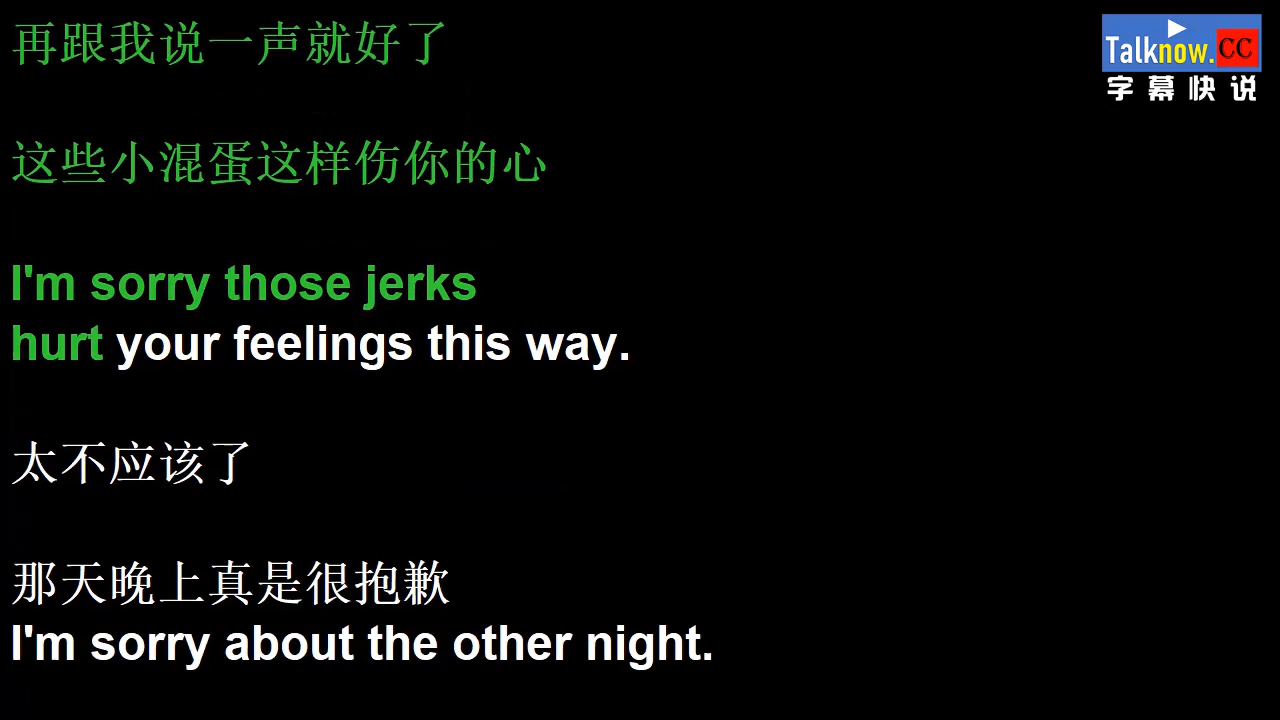 再跟我说一声就好了
Talknow.CC
字幕快说
这些小混蛋这样伤你的心
I'm sorry those jerks
hurt your feelings this way.
太不应该了
那天晚上真是很抱歉
I'm sorry about the other night.